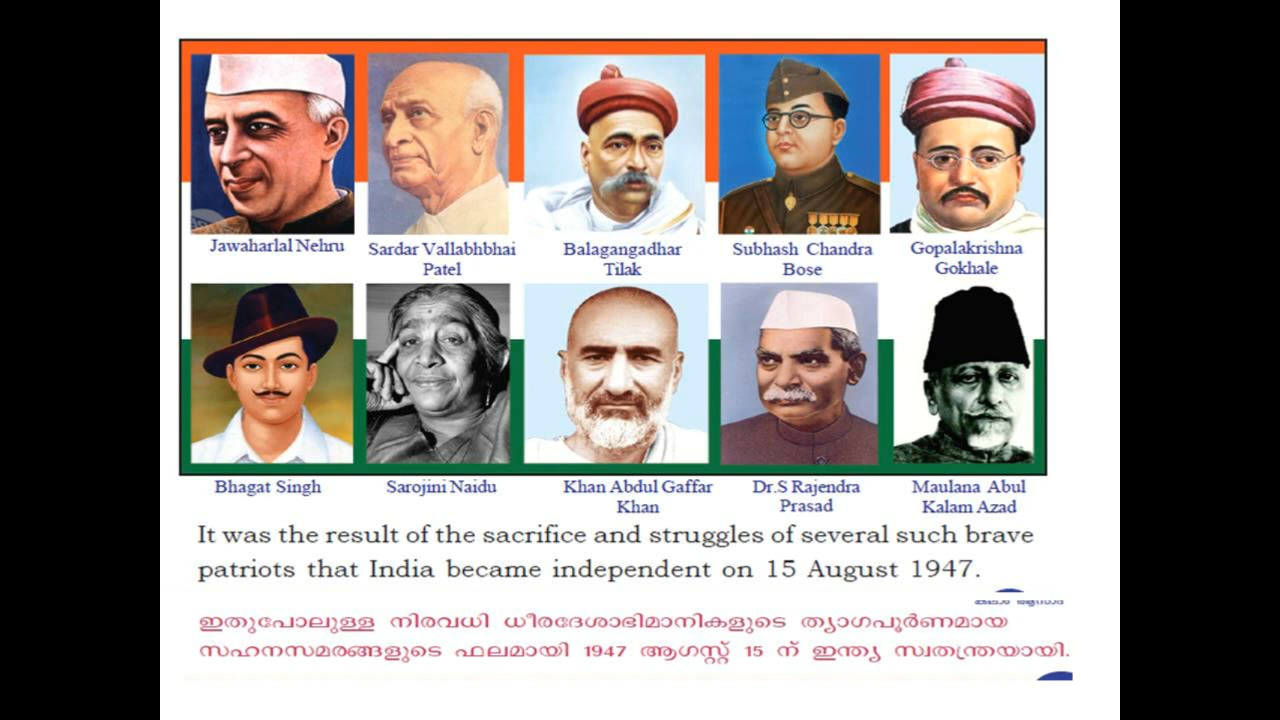 Jawaharlal Nehru
Sardar Vallabhbhai
Patel
Balagangadhar
Tilak
Subhash Chandra
Bose
Gopalakrishna
Gokhale
Bhagat Singh
Sarojini Naidu
Khan Abdul Gaffar
Khan
Dr.S Rajendra
Prasad
Maulana Abul
Kalam Azad
It was the result of the sacrifice and struggles of several such brave
patriots that India became independent on 15 August 1947.
ഇതുപോലുള്ള നിരവധി ധീരദേശാഭിമാനികളുടെ ത്യാഗപൂർണമായ
സഹനസമരങ്ങളുടെ ഫലമായി 1947 ആഗസ്റ്റ് 15 ന് ഇന്ത്യ സ്വതന്ത്രയായി.